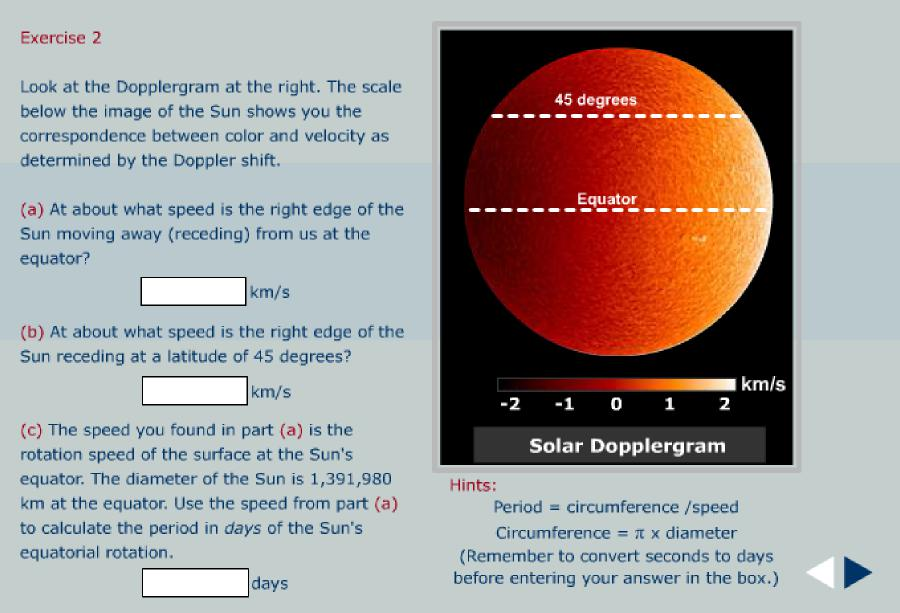 Exercise 2
Look at the Dopplergram at the right. The scale
below the image of the Sun shows you the
correspondence between color and velocity as
determined by the Doppler shift.
(a) At about what speed is the right edge of the
Sun moving away (receding) from us at the
equator?
km/s
(b) At about what speed is the right edge of the
Sun receding at a latitude of 45 degrees?
km/s
(c) The speed you found in part (a) is the
rotation speed of the surface at the Sun's
equator. The diameter of the Sun is 1,391,980
km at the equator. Use the speed from part (a)
to calculate the period in days of the Sun's
equatorial rotation.
days
45 degrees
Equator
km/s
-2 -1 0 1 2
Solar Dopplergram
Hints:
Period = circumference /speed
Circumference = π x diameter
(Remember to convert seconds to days
before entering your answer in the box.)